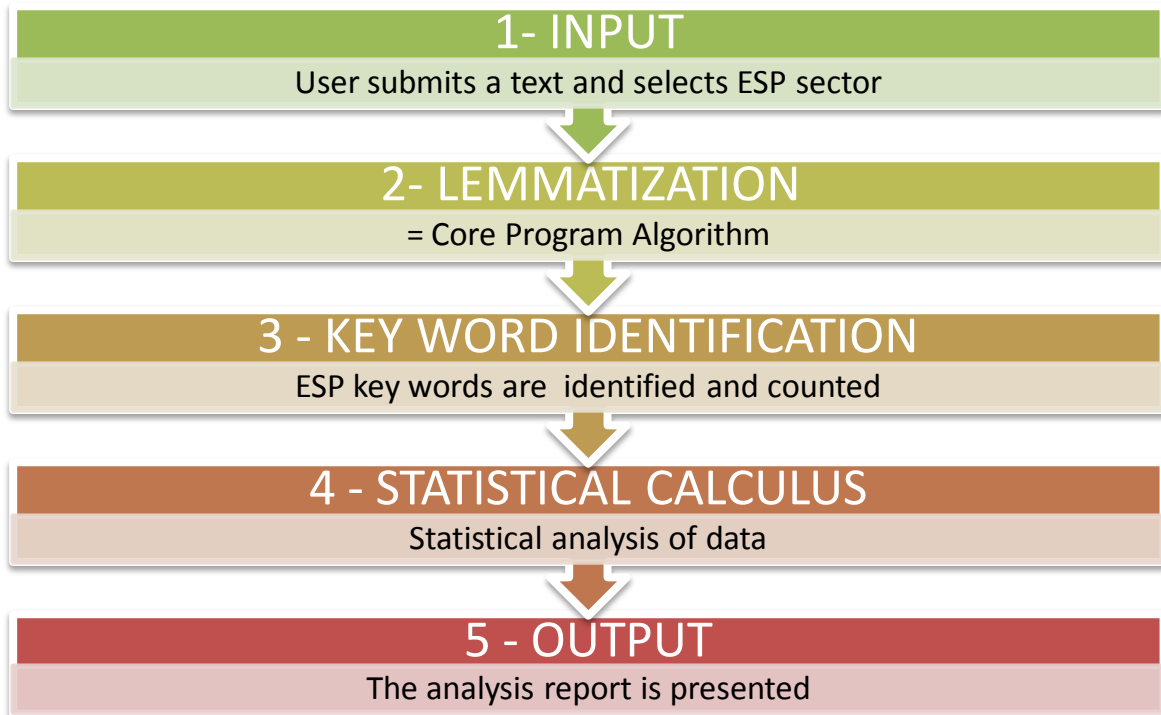 1- INPUT
User submits a text and selects ESP sector
2- LEMMATIZATION
= Core Program Algorithm
3 - KEY WORD IDENTIFICATION
ESP key words are identified and counted
4 - STATISTICAL CALCULUS
Statistical analysis of data
5 - OUTPUT
The analysis report is presented